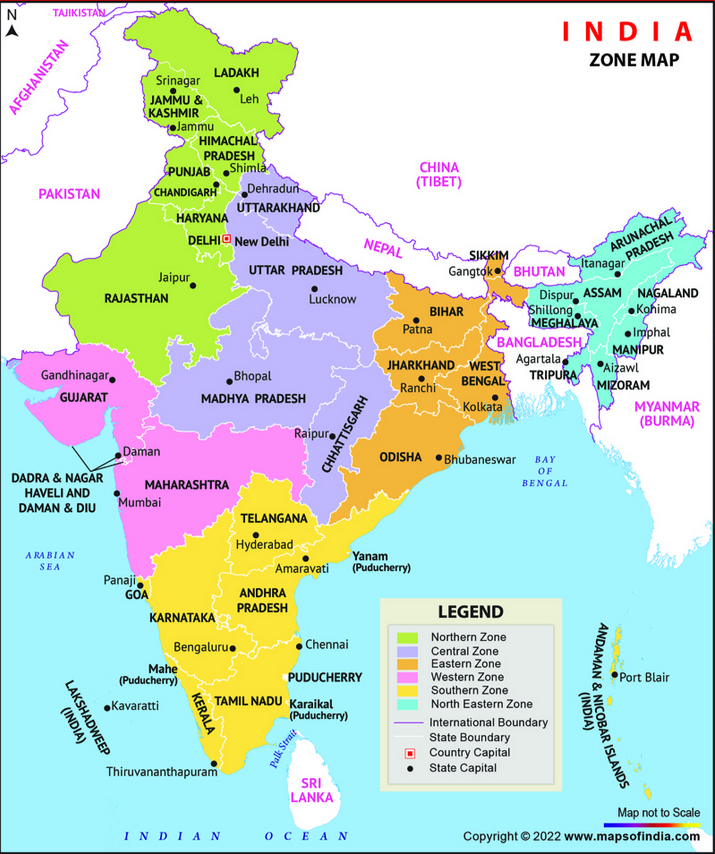 INDIA
ZONE MAP
N
TAJIKISTAN
AFGHANISTAN
PAKISTAN
CHINA
(TIBET)
NEPAL
BHUTAN
BANGLADESH
MYANMAR
(BURMA)
SRI
LANKA
LADAKH
Srinagar
Leh
JAMMU &
KASHMIR
Jammu
HIMACHAL
PRADESH
Shimla
PUNJAB
CHANDIGARH
Dehradun
UTTARAKHAND
HARYANA
DELHI
New Delhi
UTTAR PRADESH
Lucknow
Jaipur
RAJASTHAN
SIKKIM
Gangtok
ARUNACHAL
PRADESH
Itanagar
Dispur
ASSAM
NAGALAND
Kohima
Shillong
MEGHALAYA
Imphal
MANIPUR
Agartala
TRIPURA
Aizawl
MIZORAM
BIHAR
Patna
JHARKHAND
Ranchi
WEST
BENGAL
Kolkata
Gandhinagar
GUJARAT
Bhopal
MADHYA PRADESH
Raipur
CHHATTISGARH
ODISHA
Bhubaneswar
BAY
OF
BENGAL
Daman
DADRA & NAGAR
HAVELI AND
DAMAN & DIU
MAHARASHTRA
Mumbai
ARABIAN
SEA
TELANGANA
Hyderabad
Amaravati
Yanam
(Puducherry)
Panaji
GOA
KARNATAKA
ANDHRA
PRADESH
Bengaluru
Chennai
Mahe
(Puducherry)
PUDUCHERRY
KERALA
TAMIL NADU
Karaikal
(Puducherry)
LAKSHADWEEP
(INDIA)
Kavaratti
Thiruvananthapuram
Palk Strait
ANDAMAN & NICOBAR ISLANDS
(INDIA)
Port Blair
LEGEND
Northern Zone
Central Zone
Eastern Zone
Western Zone
Southern Zone
North Eastern Zone
International Boundary
State Boundary
Country Capital
State Capital
INDIAN OCEAN
Map not to Scale
Copyright © 2022 www.mapsofindia.com